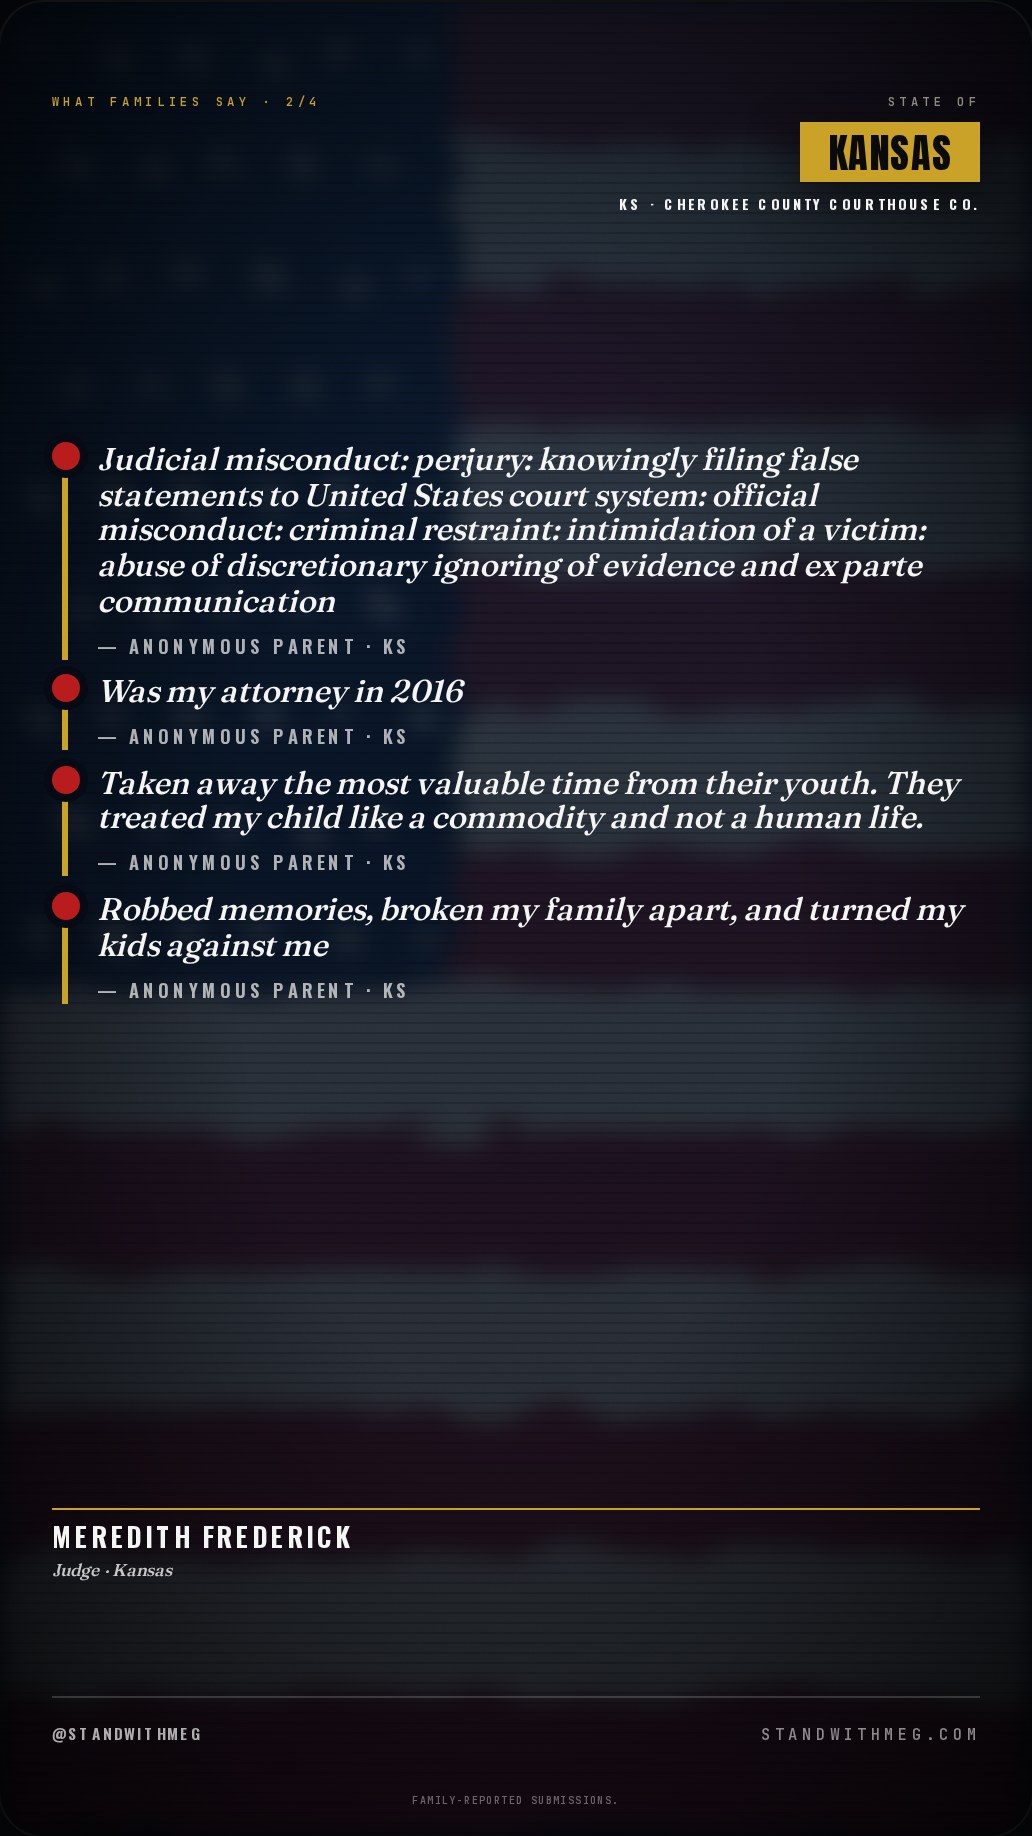 WHAT FAMILIES SAY · 2/4
STATE OF
KANSAS
KS · CHEROKEE COUNTY COURTHOUSE CO.
Judicial misconduct: perjury: knowingly filing false
statements to United States court system: official
misconduct: criminal restraint: intimidation of a victim:
abuse of discretionary ignoring of evidence and ex parte
communication
— ANONYMOUS PARENT · KS
Was my attorney in 2016
— ANONYMOUS PARENT · KS
Taken away the most valuable time from their youth. They
treated my child like a commodity and not a human life.
— ANONYMOUS PARENT · KS
Robbed memories, broken my family apart, and turned my
kids against me
— ANONYMOUS PARENT · KS
MEREDITH FREDERICK
Judge · Kansas
@STANDWITHMEG
STANDWITHMEG.COM
FAMILY-REPORTED SUBMISSIONS.